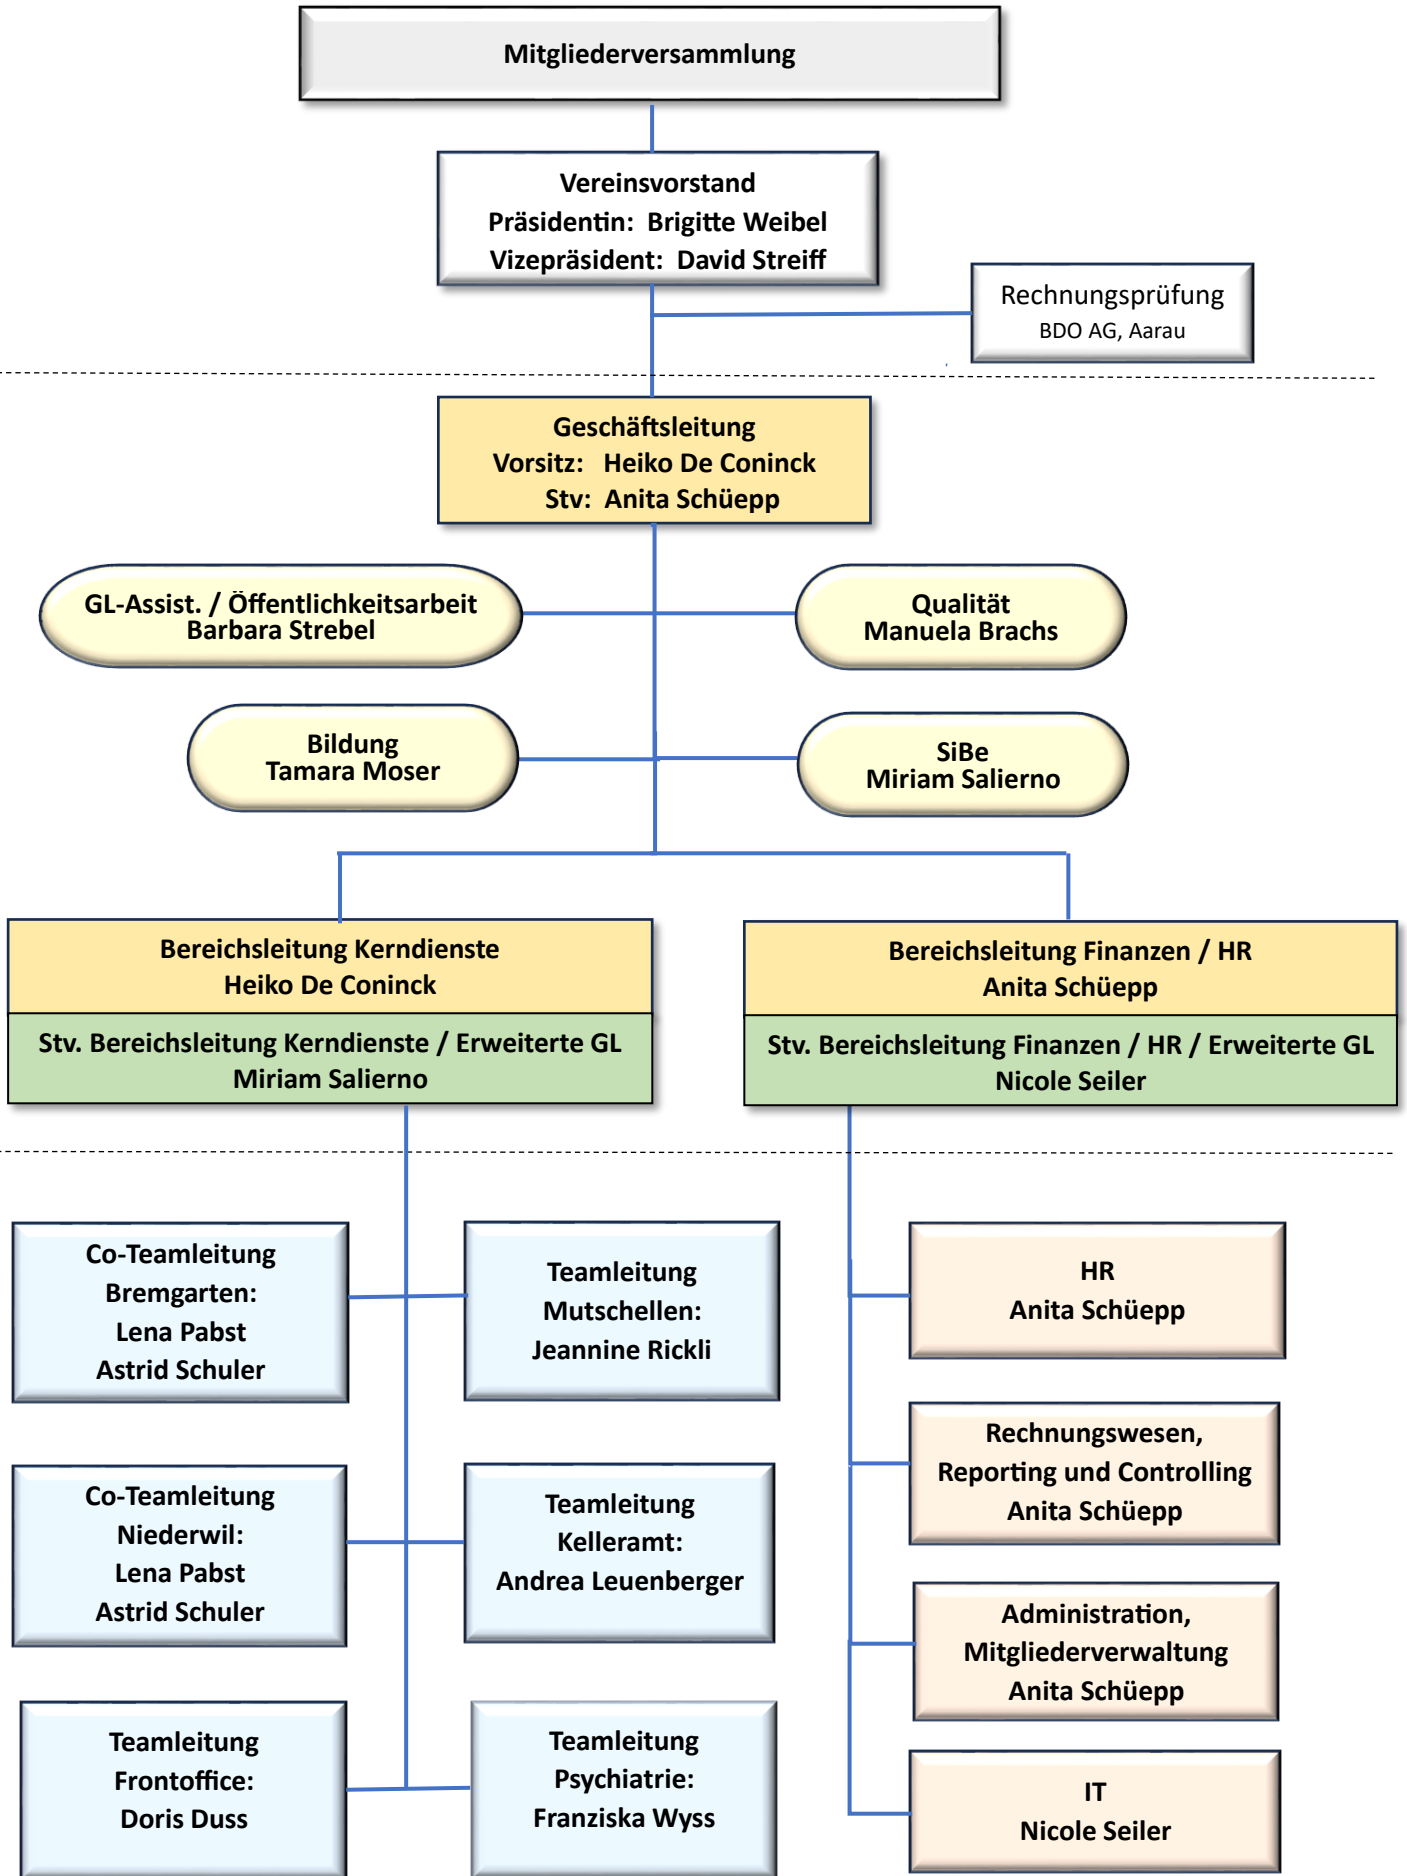 Mitgliederversammlung
Vereinsvorstand
Präsidentin: Brigitte Weibel
Vizepräsident: David Streiff
Rechnungsprüfung
BDO AG, Aarau
Geschäftsleitung
Vorsitz: Heiko De Coninck
Stv: Anita Schüepp
GL-Assist. / Öffentlichkeitsarbeit
Barbara Strebel
Qualität
Manuela Brachs
Bildung
Tamara Moser
SiBe
Miriam Salierno
Bereichsleitung Kerndienste
Heiko De Coninck
Stv. Bereichsleitung Kerndienste / Erweiterte GL
Miriam Salierno
Bereichsleitung Finanzen / HR
Anita Schüepp
Stv. Bereichsleitung Finanzen / HR / Erweiterte GL
Nicole Seiler
Co-Teamleitung
Bremgarten:
Lena Pabst
Astrid Schuler
Teamleitung
Mutschellen:
Jeannine Rickli
HR
Anita Schüepp
Co-Teamleitung
Niederwil:
Lena Pabst
Astrid Schuler
Teamleitung
Kelleramt:
Andrea Leuenberger
Rechnungswesen,
Reporting und Controlling
Anita Schüepp
Administration,
Mitgliederverwaltung
Anita Schüepp
Teamleitung
Frontoffice:
Doris Duss
Teamleitung
Psychiatrie:
Franziska Wyss
IT
Nicole Seiler